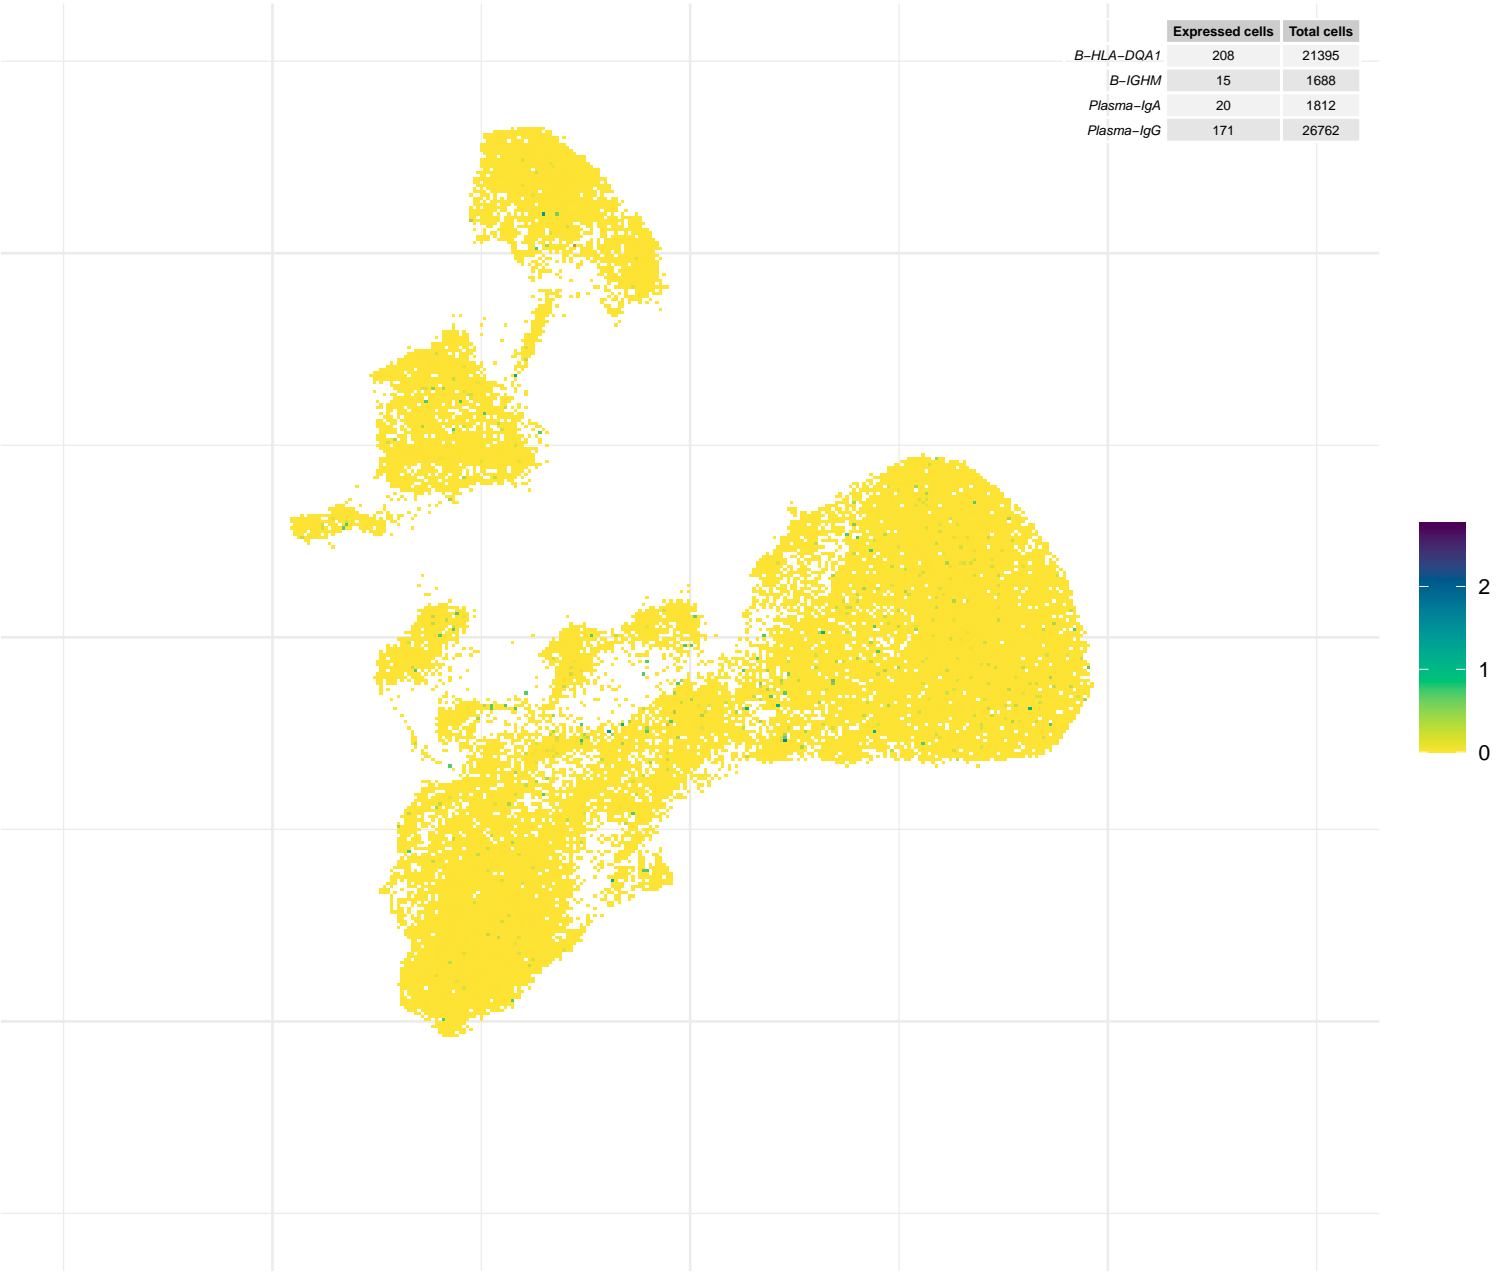 Expressed cells Total cells
B−HLA−DQA1 208 21395
B−IGHM 15 1688
Plasma−IgA 20 1812
Plasma−IgG 171 26762
2
1
0